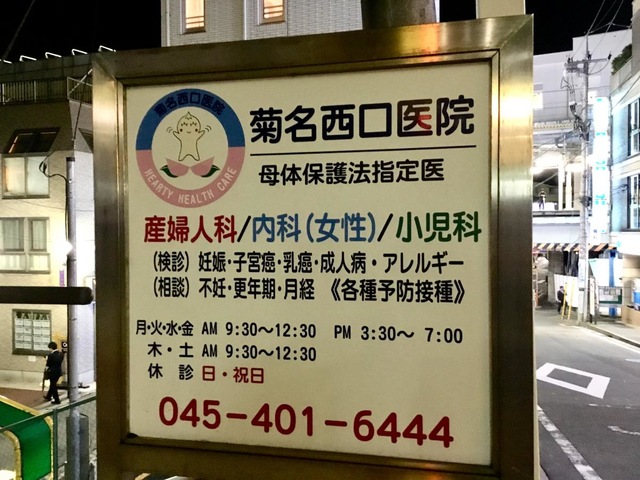 菊名西口医院
HEARTY HEALTH CARE
菊名西口医院
母体保護法指定医
産婦人科/内科(女性)/小児科
(検診) 妊娠・子宮癌・乳癌・成人病・アレルギー
(相談) 不妊・更年期・月経 《各種予防接種》
月・火・水・金 AM 9:30〜12:30 PM 3:30〜 7:00
木・土 AM 9:30〜12:30
休診 日・祝日
045-401-6444